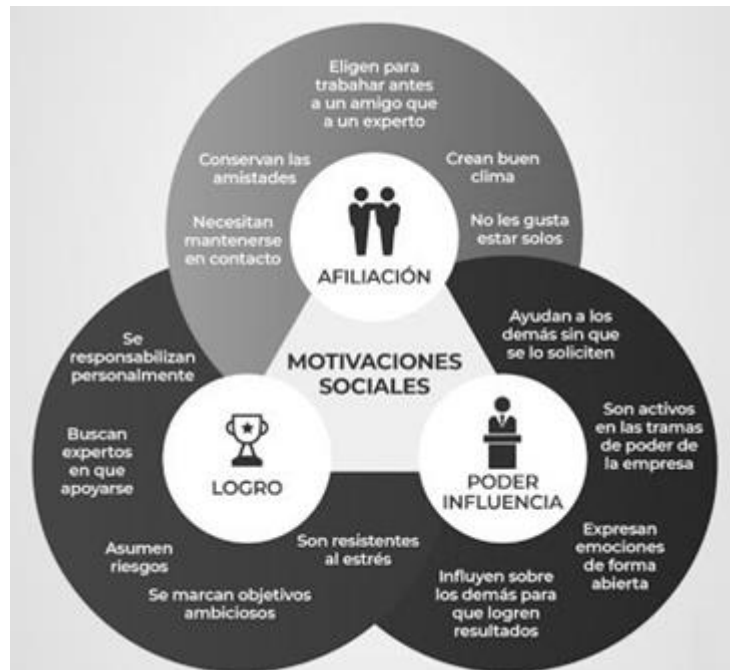 Eligen para
trabahar antes
a un amigo que
a un experto
Conservan las
amistades
Crean buen
clima
Necesitan
mantenerse
en contacto
No les gusta
estar solos
AFILIACIÓN
MOTIVACIONES
SOCIALES
Se
responsabilizan
personalmente
Buscan
expertos
en que
apoyarse
LOGRO
Asumen
riesgos
Son resistentes
al estrés
Se marcan objetivos
ambiciosos
Ayudan a los
demás sin que
se lo soliciten
Son activos
en las tramas
de poder de
la empresa
PODER
INFLUENCIA
Expresan
emociones
de forma
abierta
Influyen sobre
los demás para
que logren
resultados